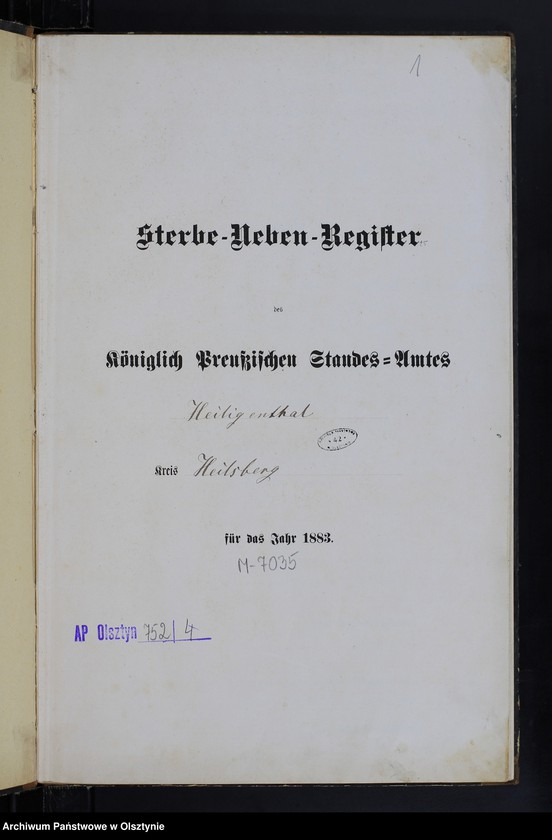 1
Sterbe-Neben-Register
des
Königlich Preußischen Standes=Amtes
Heiligenthal
Kreis Heilsberg
für das Jahr 1883.
M-7035
AP Olsztyn 752/4
Archiwum Państwowe w Olsztynie